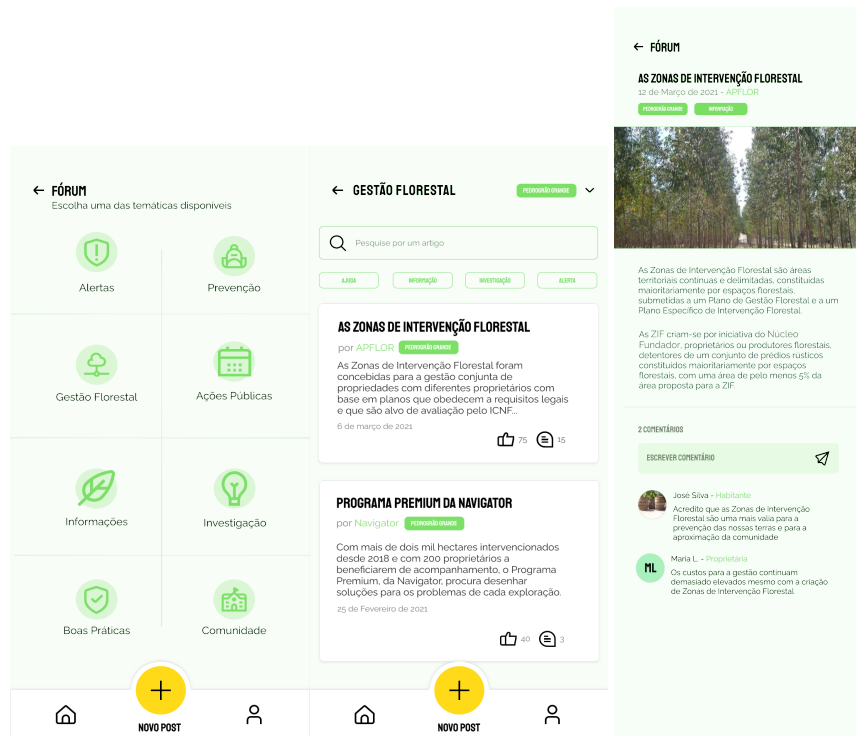 FÓRUM
Escolha uma das temáticas disponíveis
Alertas
Prevenção
Gestão Florestal
Ações Públicas
Informações
Investigação
Boas Práticas
Comunidade
NOVO POST
GESTÃO FLORESTAL
PEDROGRÃO GRANDE
Pesquise por um artigo
AJUDA
INFORMAÇÃO
INVESTIGAÇÃO
ALERTA
AS ZONAS DE INTERVENÇÃO FLORESTAL
por APFLOR PEDROGRÃO GRANDE
As Zonas de Intervenção Florestal foram
concebidas para a gestão conjunta de
propriedades com diferentes proprietários com
base em planos que obedecem a requisitos legais
e que são alvo de avaliação pelo ICNF...
6 de março de 2021
75 15
PROGRAMA PREMIUM DA NAVIGATOR
por Navigator PEDROGRÃO GRANDE
Com mais de dois mil hectares intervencionados
desde 2018 e com 200 proprietários a
beneficiarem de acompanhamento, o Programa
Premium, da Navigator, procura desenhar
soluções para os problemas de cada exploração.
25 de Fevereiro de 2021
40 3
NOVO POST
FÓRUM
AS ZONAS DE INTERVENÇÃO FLORESTAL
12 de Março de 2021 - APFLOR
PEDROGRÃO GRANDE INFORMAÇÃO
As Zonas de Intervenção Florestal são áreas
territoriais contínuas e delimitadas, constituídas
maioritariamente por espaços florestais,
submetidas a um Plano de Gestão Florestal e a um
Plano Específico de Intervenção Florestal.
As ZIF criam-se por iniciativa do Núcleo
Fundador, proprietários ou produtores florestais,
detentores de um conjunto de prédios rústicos
constituídos maioritariamente por espaços
florestais, com uma área de pelo menos 5% da
área proposta para a ZIF.
2 COMENTÁRIOS
ESCREVER COMENTÁRIO
José Silva - Habitante
Acredito que as Zonas de Intervenção
Florestal são uma mais valia para a
prevenção das nossas terras e para a
aproximação da comunidade
ML
Maria L. - Proprietária
Os custos para a gestão continuam
demasiado elevados mesmo com a criação
de Zonas de Intervenção Florestal